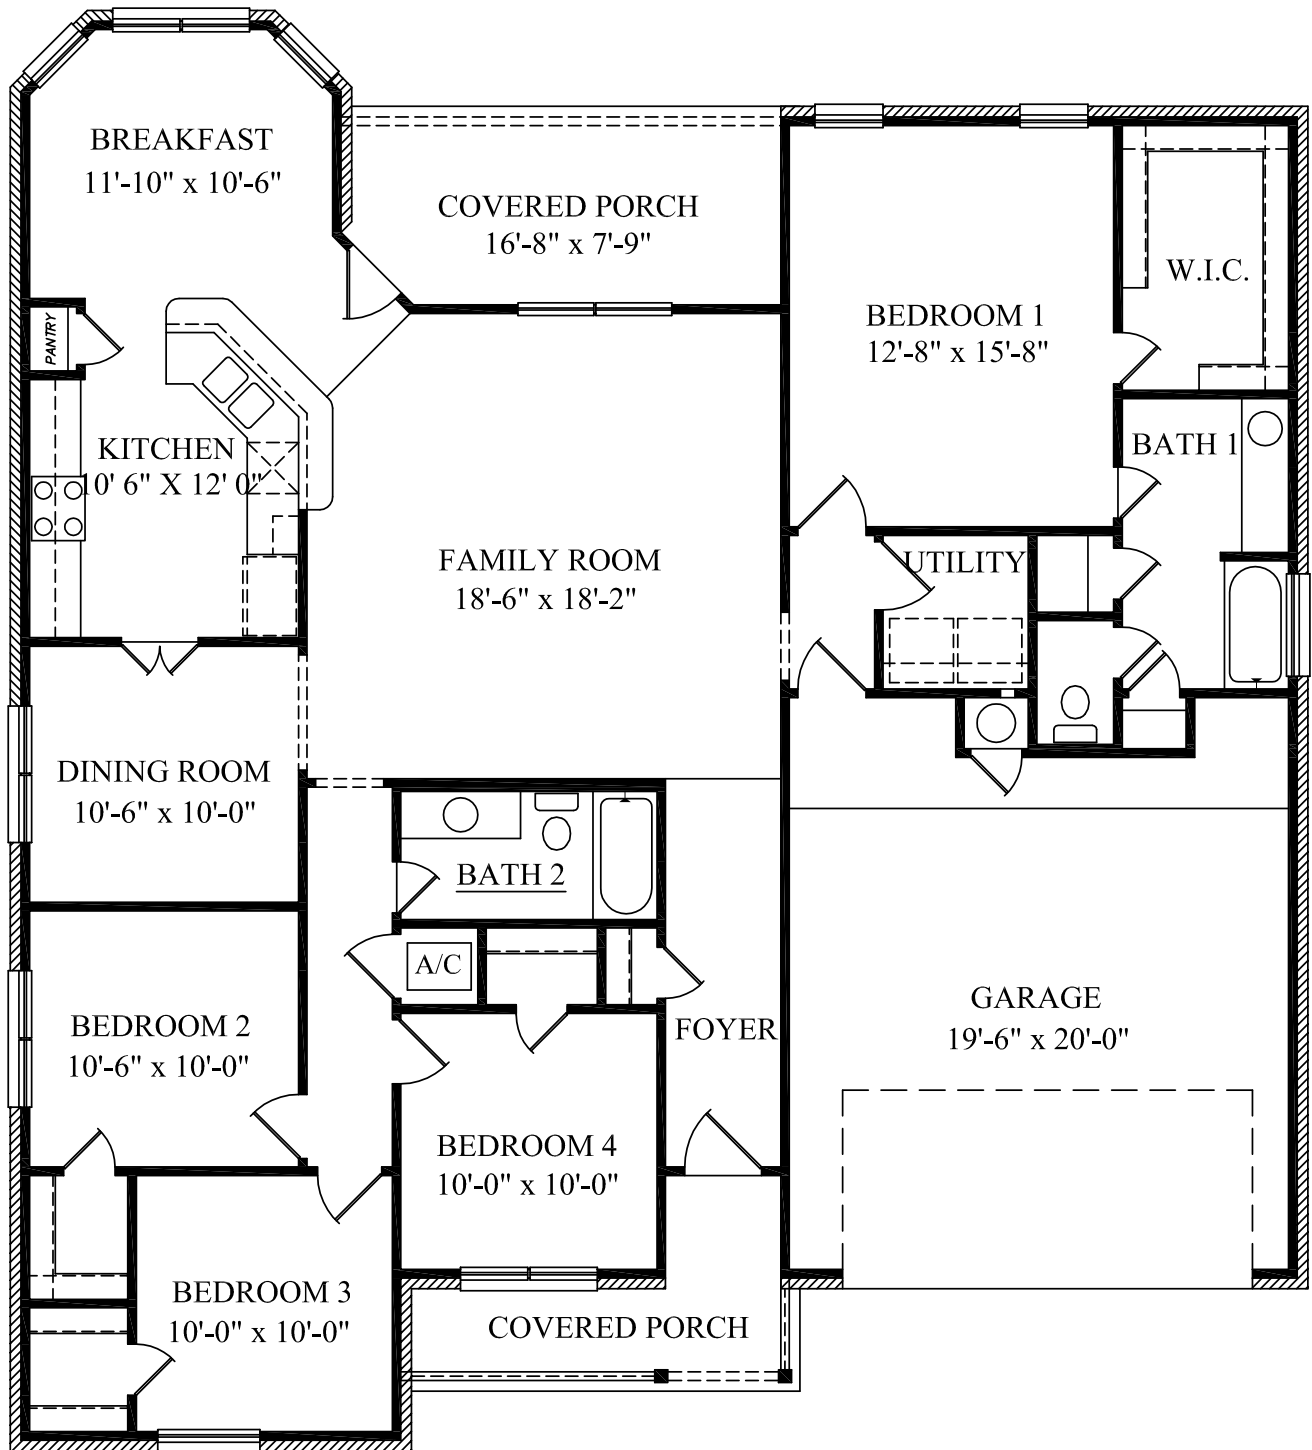 BREAKFAST
11'-10" x 10'-6"
COVERED PORCH
16'-8" x 7'-9"
W.I.C.
BEDROOM 1
12'-8" x 15'-8"
PANTRY
KITCHEN
10' 6" X 12' 0"
BATH 1
FAMILY ROOM
18'-6" x 18'-2"
UTILITY
DINING ROOM
10'-6" x 10'-0"
BATH 2
A/C
BEDROOM 2
10'-6" x 10'-0"
FOYER
GARAGE
19'-6" x 20'-0"
BEDROOM 4
10'-0" x 10'-0"
BEDROOM 3
10'-0" x 10'-0"
COVERED PORCH